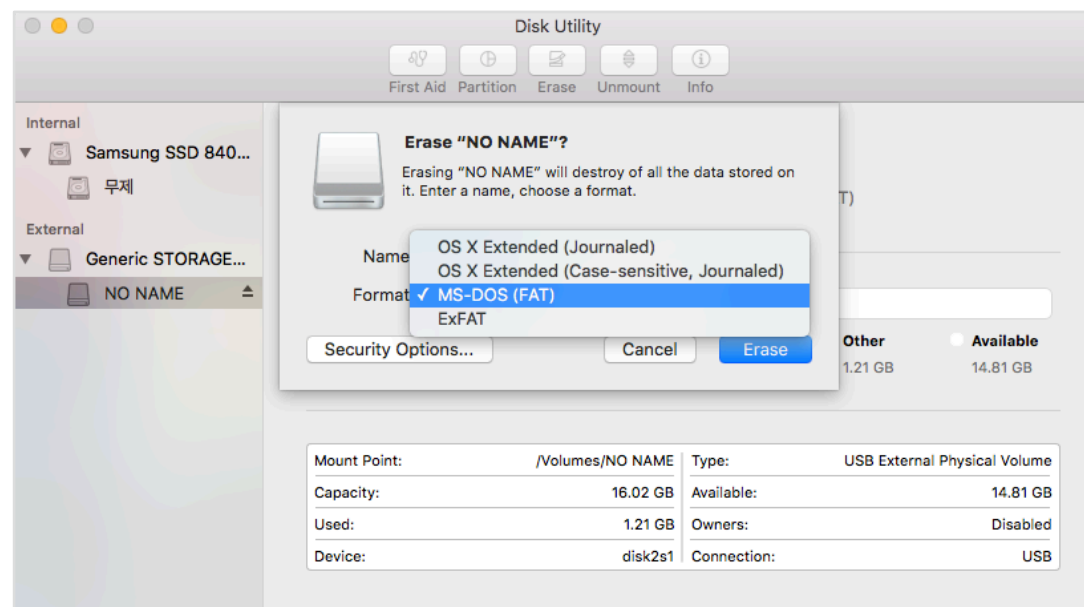 Disk Utility
First Aid Partition Erase Unmount Info
Internal
Samsung SSD 840...
무제
External
Generic STORAGE...
NO NAME
Erase “NO NAME”?
Erasing “NO NAME” will destroy of all the data stored on
it. Enter a name, choose a format.
T)
Name
OS X Extended (Journaled)
OS X Extended (Case-sensitive, Journaled)
Format ✓ MS-DOS (FAT)
ExFAT
Security Options... Cancel Erase
Other Available
1.21 GB 14.81 GB
Mount Point: /Volumes/NO NAME Type: USB External Physical Volume
Capacity: 16.02 GB Available: 14.81 GB
Used: 1.21 GB Owners: Disabled
Device: disk2s1 Connection: USB